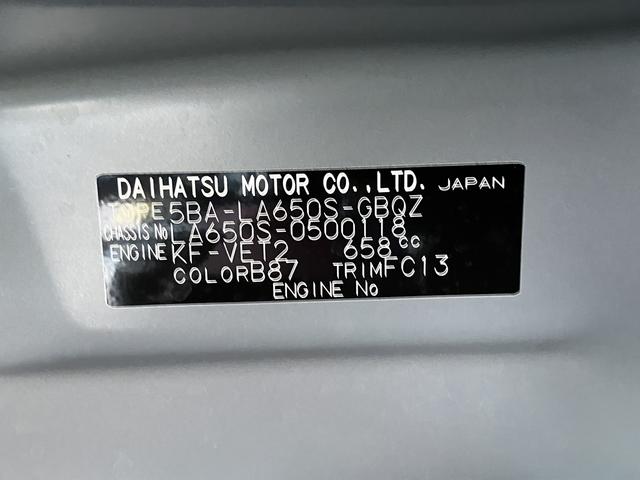 DAIHATSU MOTOR CO.,LTD. JAPAN
TYPE 5BA-LA650S-GBQZ
CHASSIS No LA650S-0500118
ENGINE KF-VET2 658cc
COLOR B87 TRIM FC13
ENGINE No